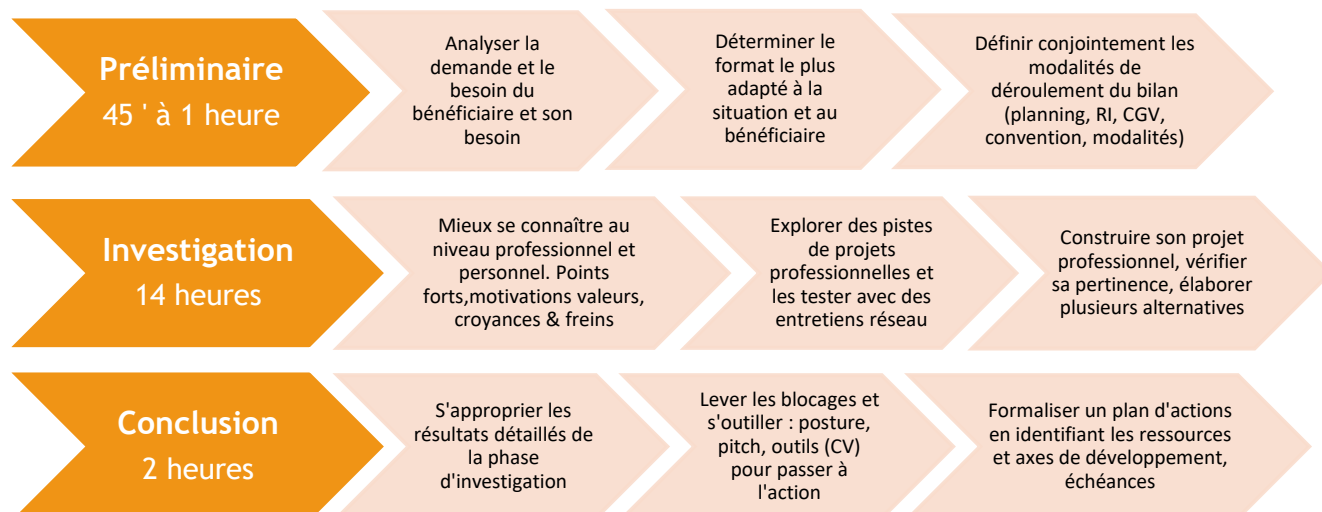 Préliminaire
45 ' à 1 heure
Analyser la
demande et le
besoin du
bénéficiaire et son
besoin
Déterminer le
format le plus
adapté à la
situation et au
bénéficiaire
Définir conjointement les
modalités de
déroulement du bilan
(planning, RI, CGV,
convention, modalités)
Investigation
14 heures
Mieux se connaître au
niveau professionnel et
personnel. Points
forts,motivations valeurs,
croyances & freins
Explorer des pistes
de projets
professionnelles et
les tester avec des
entretiens réseau
Construire son projet
professionnel, vérifier
sa pertinence, élaborer
plusieurs alternatives
Conclusion
2 heures
S'approprier les
résultats détaillés de
la phase
d'investigation
Lever les blocages et
s'outiller : posture,
pitch, outils (CV)
pour passer à
l'action
Formaliser un plan d'actions
en identifiant les ressources
et axes de développement,
échéances